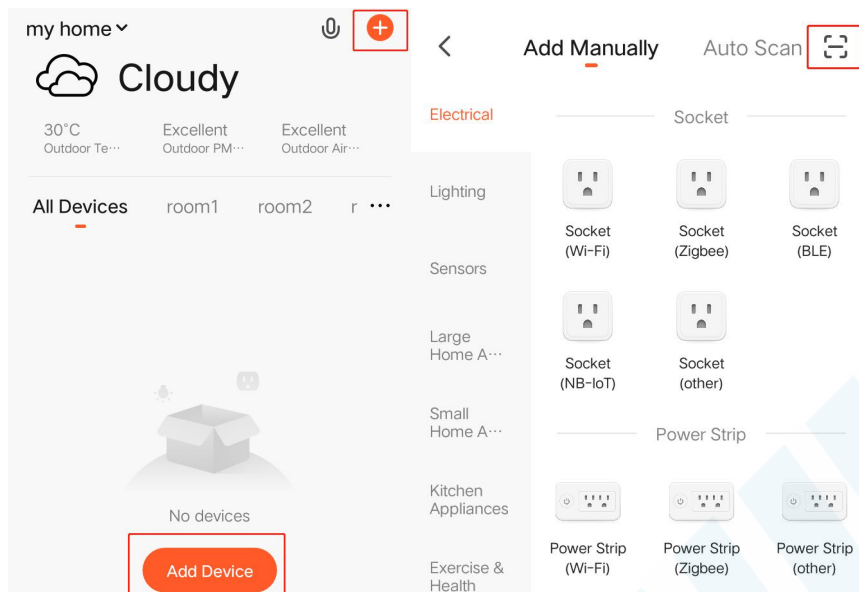 my home
Cloudy
30°C
Outdoor Te···
Excellent
Outdoor PM···
Excellent
Outdoor Air···
All Devices
room1
room2
r
No devices
Add Device
Add Manually
Auto Scan
Electrical
Lighting
Sensors
Large
Home A···
Small
Home A···
Kitchen
Appliances
Exercise &
Health
Socket
Socket
(Wi-Fi)
Socket
(Zigbee)
Socket
(BLE)
Socket
(NB-IoT)
Socket
(other)
Power Strip
Power Strip
(Wi-Fi)
Power Strip
(Zigbee)
Power Strip
(other)